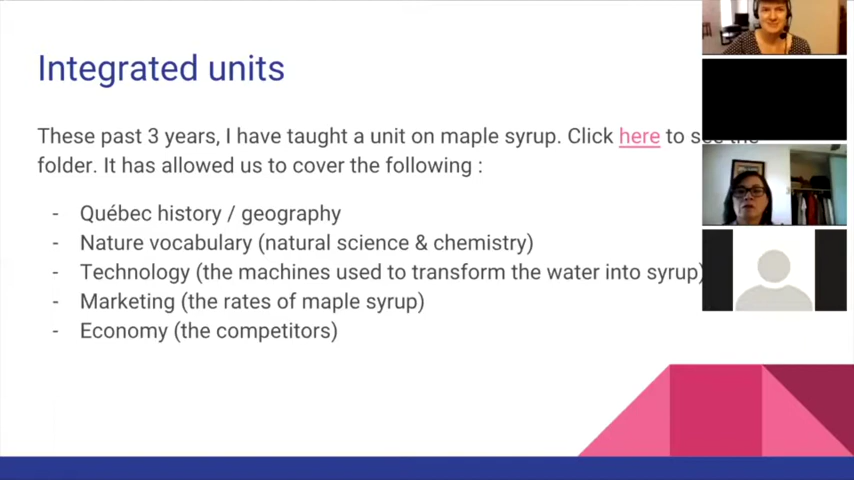 Integrated units
These past 3 years, I have taught a unit on maple syrup. Click here to see the
folder. It has allowed us to cover the following :
- Québec history / geography
- Nature vocabulary (natural science & chemistry)
- Technology (the machines used to transform the water into syrup)
- Marketing (the rates of maple syrup)
- Economy (the competitors)